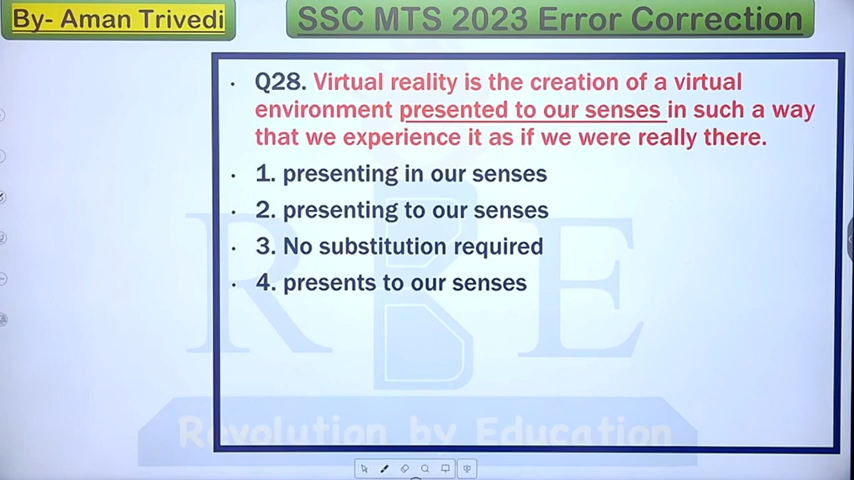 By- Aman Trivedi
SSC MTS 2023 Error Correction
• Q28. Virtual reality is the creation of a virtual
environment presented to our senses in such a way
that we experience it as if we were really there.
• 1. presenting in our senses
• 2. presenting to our senses
• 3. No substitution required
• 4. presents to our senses
RBE
Revolution by Education